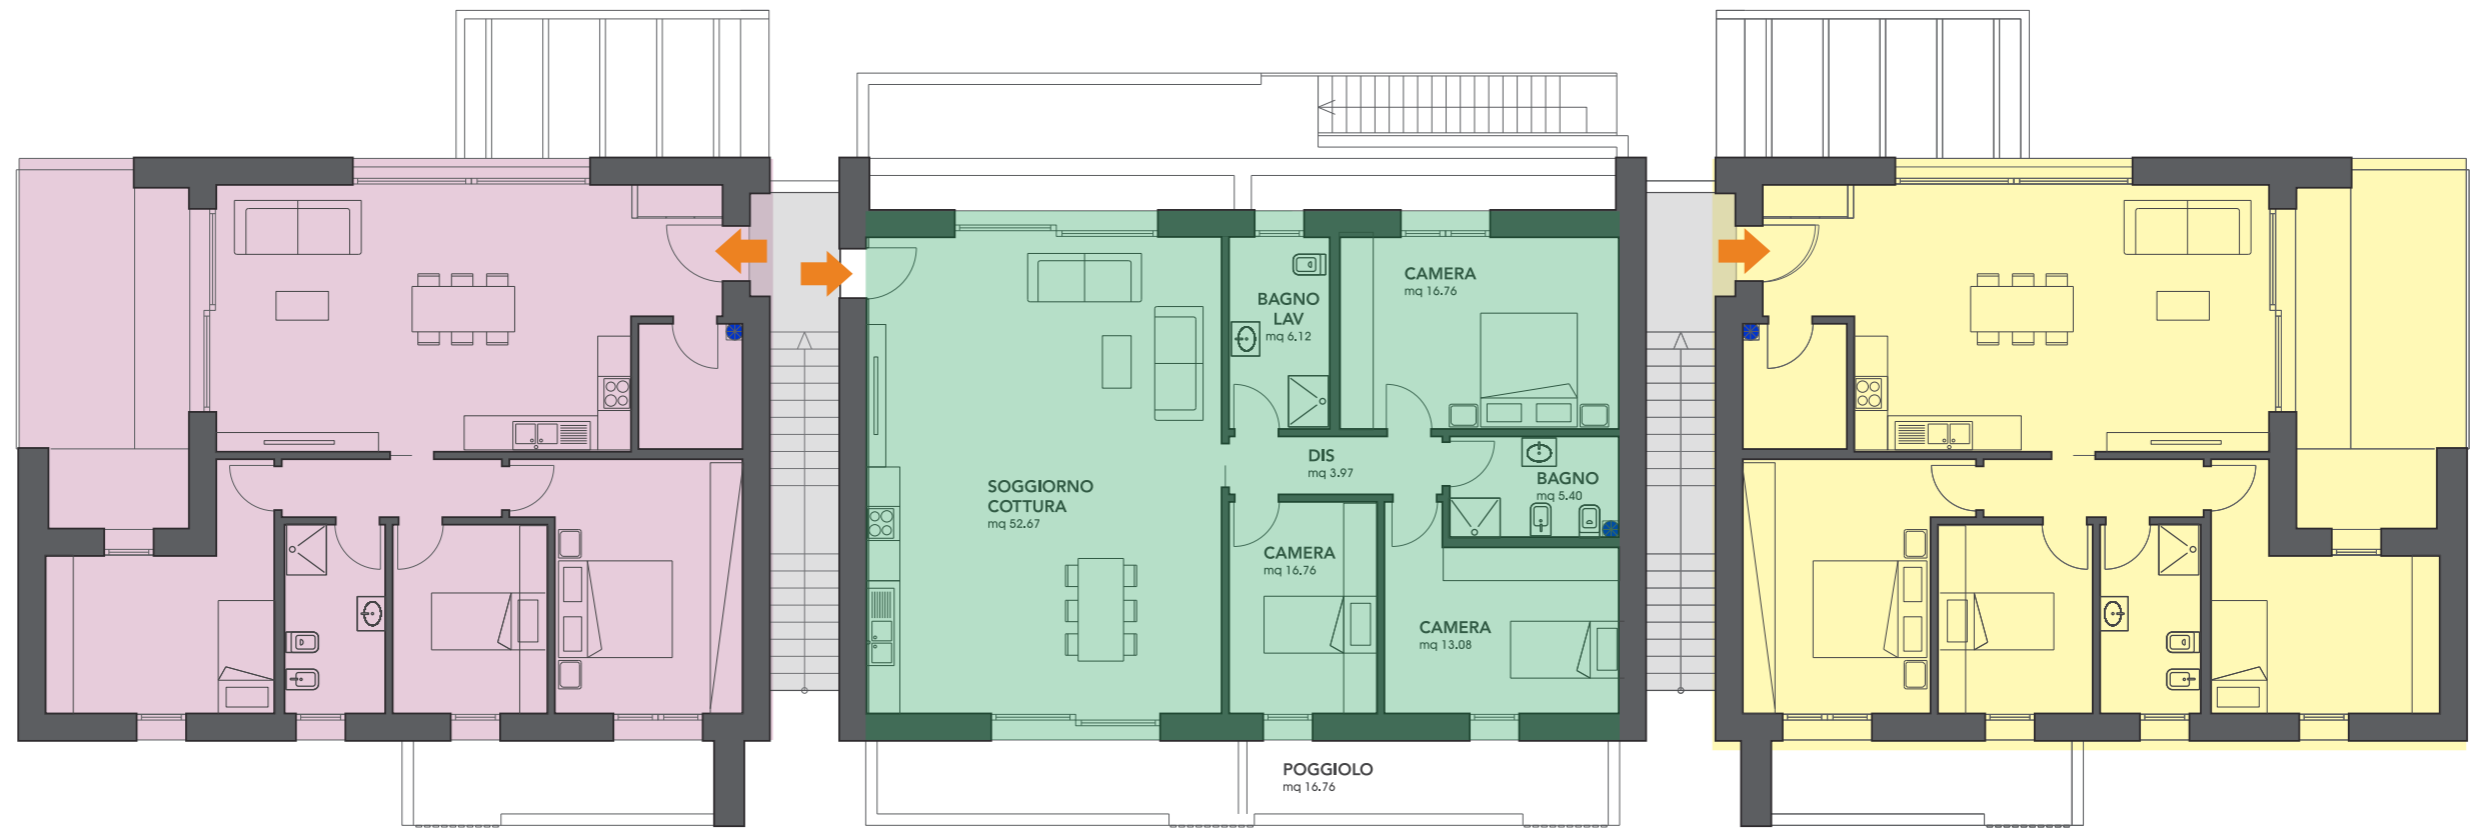 CAMERA
mq 16.76
BAGNO
LAV
mq 6.12
DIS
mq 3.97
BAGNO
mq 5.40
SOGGIORNO
COTTURA
mq 52.67
CAMERA
mq 16.76
CAMERA
mq 13.08
POGGIOLO
mq 16.76